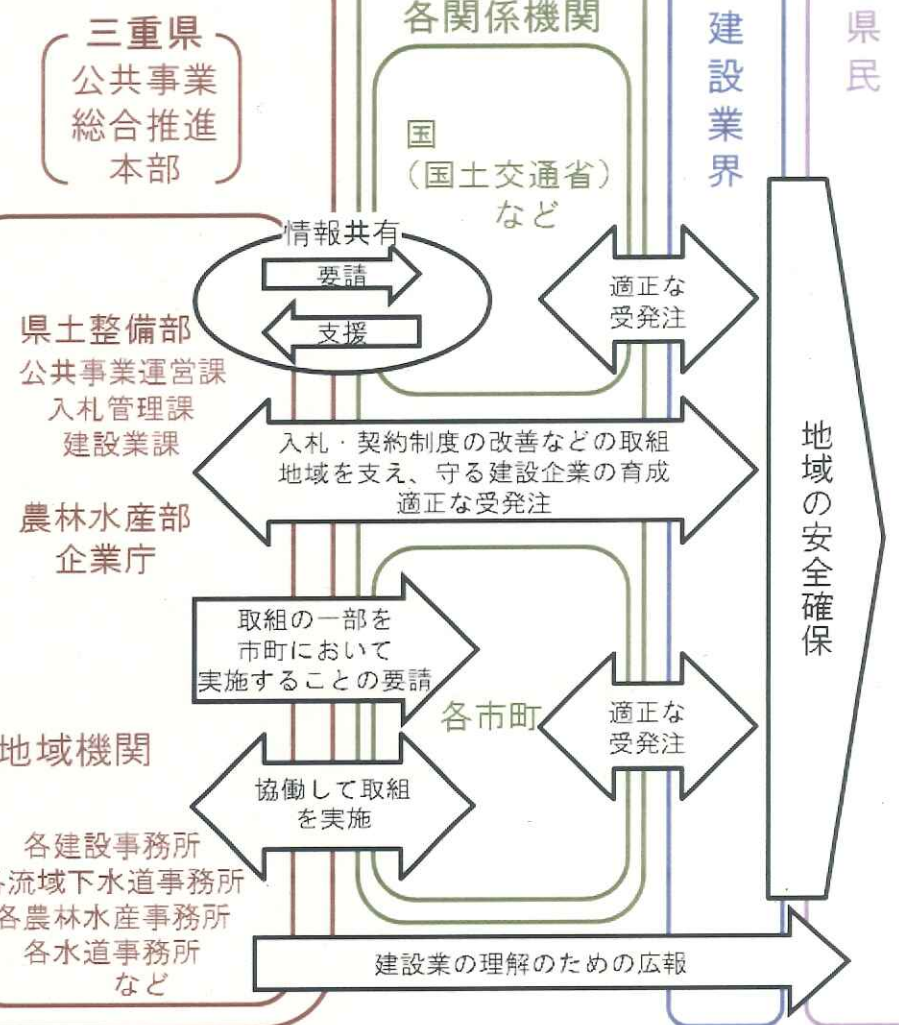 三重県
公共事業
総合推進
本部
県土整備部
公共事業運営課
入札管理課
建設業課
農林水産部
企業庁
地域機関
各建設事務所
各流域下水道事務所
各農林水産事務所
各水道事務所
など
各関係機関
国
（国土交通省）
など
情報共有
要請
支援
適正な
受発注
入札・契約制度の改善などの取組
地域を支え、守る建設企業の育成
適正な受発注
取組の一部を
市町において
実施することの要請
各市町
適正な
受発注
協働して取組
を実施
建設業の理解のための広報
建設業界
県民
地域の安全確保